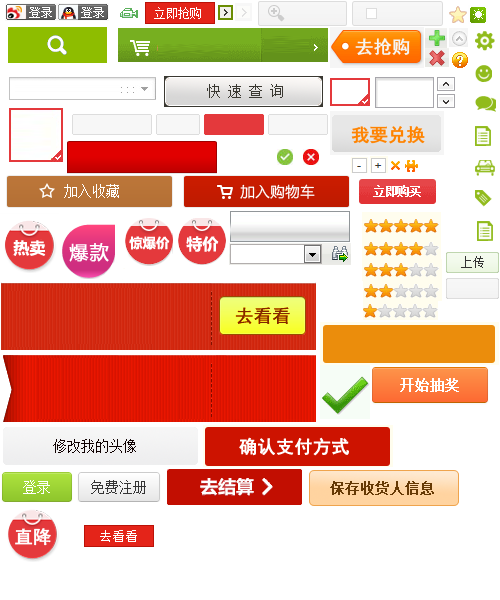 登录
登录
立即抢购
去抢购
快速查询
我要兑换
加入收藏
加入购物车
立即购买
热卖
爆款
惊爆价
特价
上传
去看看
开始抽奖
修改我的头像
确认支付方式
登录
免费注册
去结算
保存收货人信息
直降
去看看